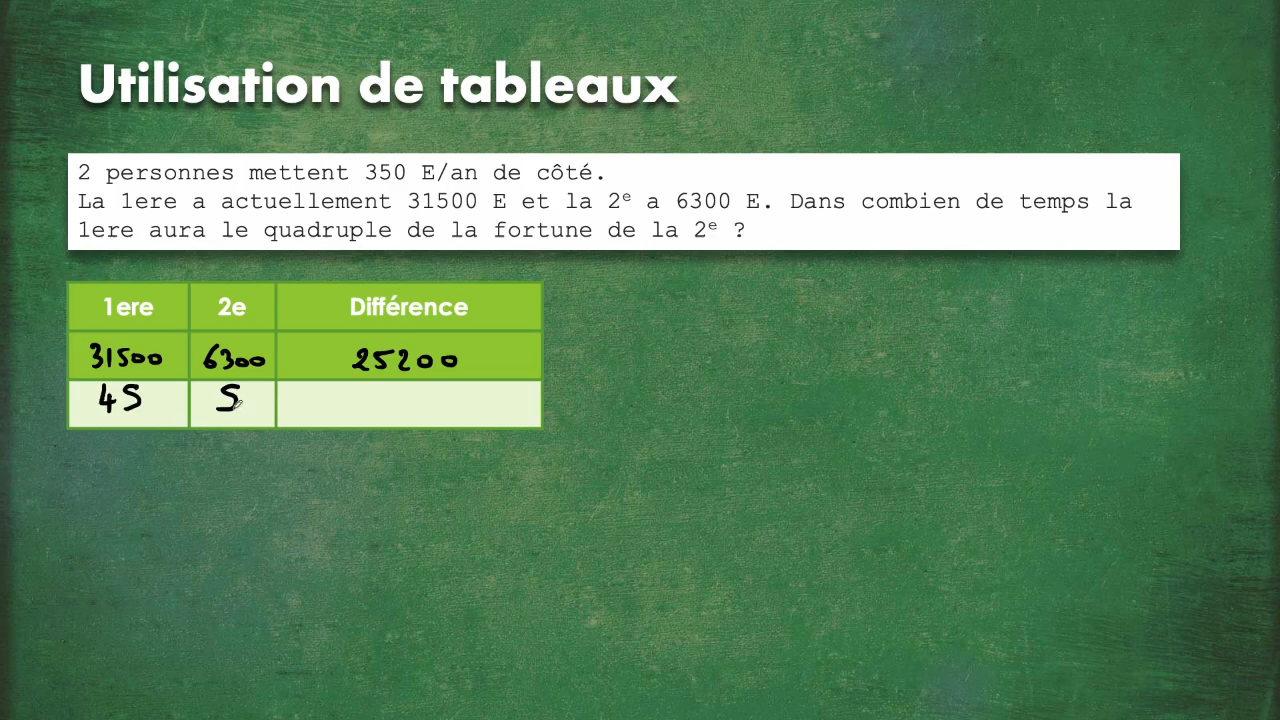 Utilisation de tableaux
2 personnes mettent 350 E/an de côté.
La 1ere a actuellement 31500 E et la 2ᵉ a 6300 E. Dans combien de temps la
1ere aura le quadruple de la fortune de la 2ᵉ ?
1ere 2e Différence
31500 6300 25200
4S S